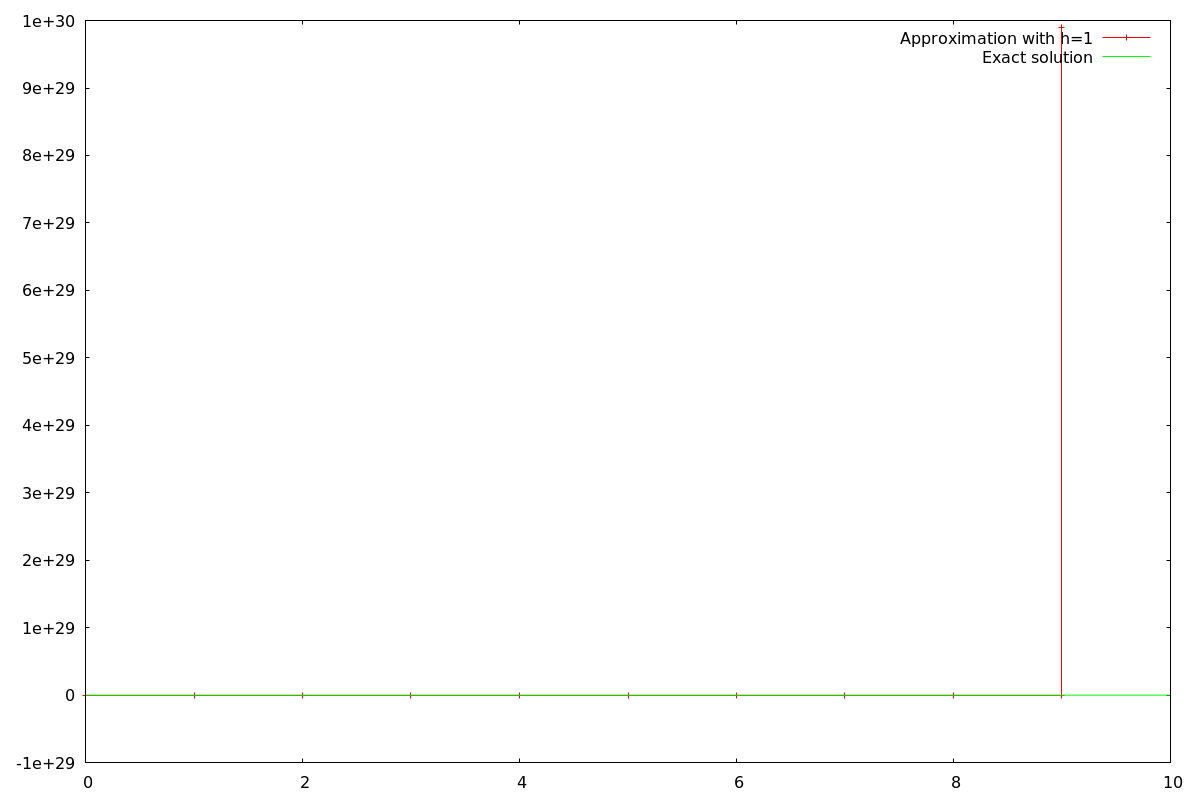 1e+30
Approximation with h=1
Exact solution
9e+29
8e+29
7e+29
6e+29
5e+29
4e+29
3e+29
2e+29
1e+29
0
-1e+29
0 2 4 6 8 10